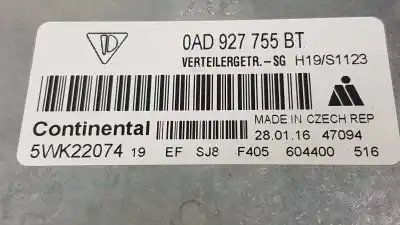 0AD 927 755 BT
VERTEILERGETR.-SG H19/S1123
MADE IN CZECH REP
Continental 28.01.16 47094
5WK22074 19 EF SJ8 F405 604400 516